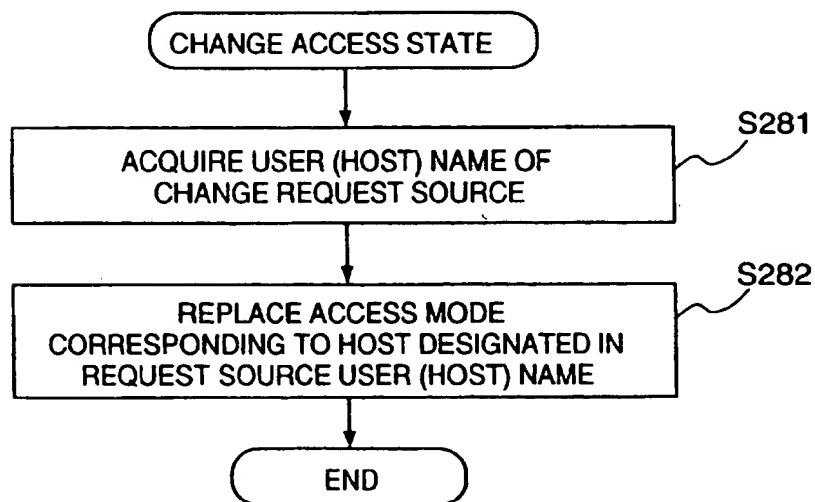 CHANGE ACCESS STATE
S281
ACQUIRE USER (HOST) NAME OF
CHANGE REQUEST SOURCE
S282
REPLACE ACCESS MODE
CORRESPONDING TO HOST DESIGNATED IN
REQUEST SOURCE USER (HOST) NAME
END